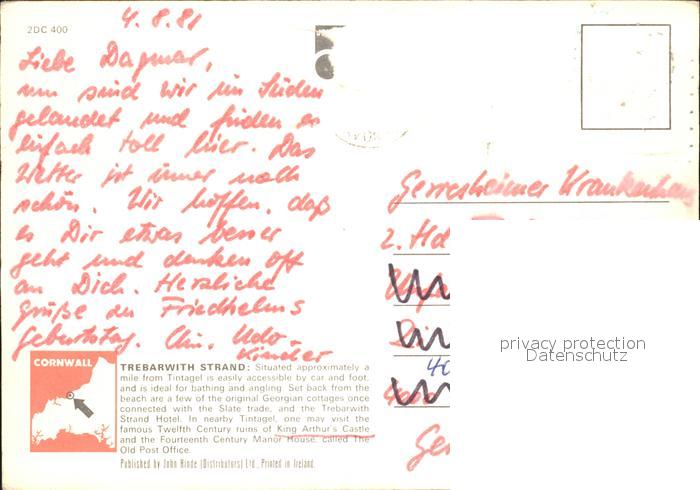 2DC 400
4.8.81
Liebe Dagmar,
nun sind wir im Süden
gelandet und finden es
einfach toll hier. Das
Wetter ist immer noch
schön. Wir hoffen, daß
es Dir etwas besser
geht und denken oft
an Dich. Herzliche
Grüße zu Friedhelms
Geburtstag. Udo -
Kinder
Gerresheimer Krankenhaus
2. Hd
40
Ger
privacy protection
Datenschutz
CORNWALL
TREBARWITH STRAND: Situated approximately a
mile from Tintagel is easily accessible by car and foot,
and is ideal for bathing and angling. Set back from the
beach are a few of the original Georgian cottages once
connected with the Slate trade, and the Trebarwith
Strand Hotel. In nearby Tintagel, one may visit the
famous Twelfth Century ruins of King Arthur's Castle
and the Fourteenth Century Manor House, called The
Old Post Office.
Published by John Hinde (Distributors) Ltd., Printed in Ireland.